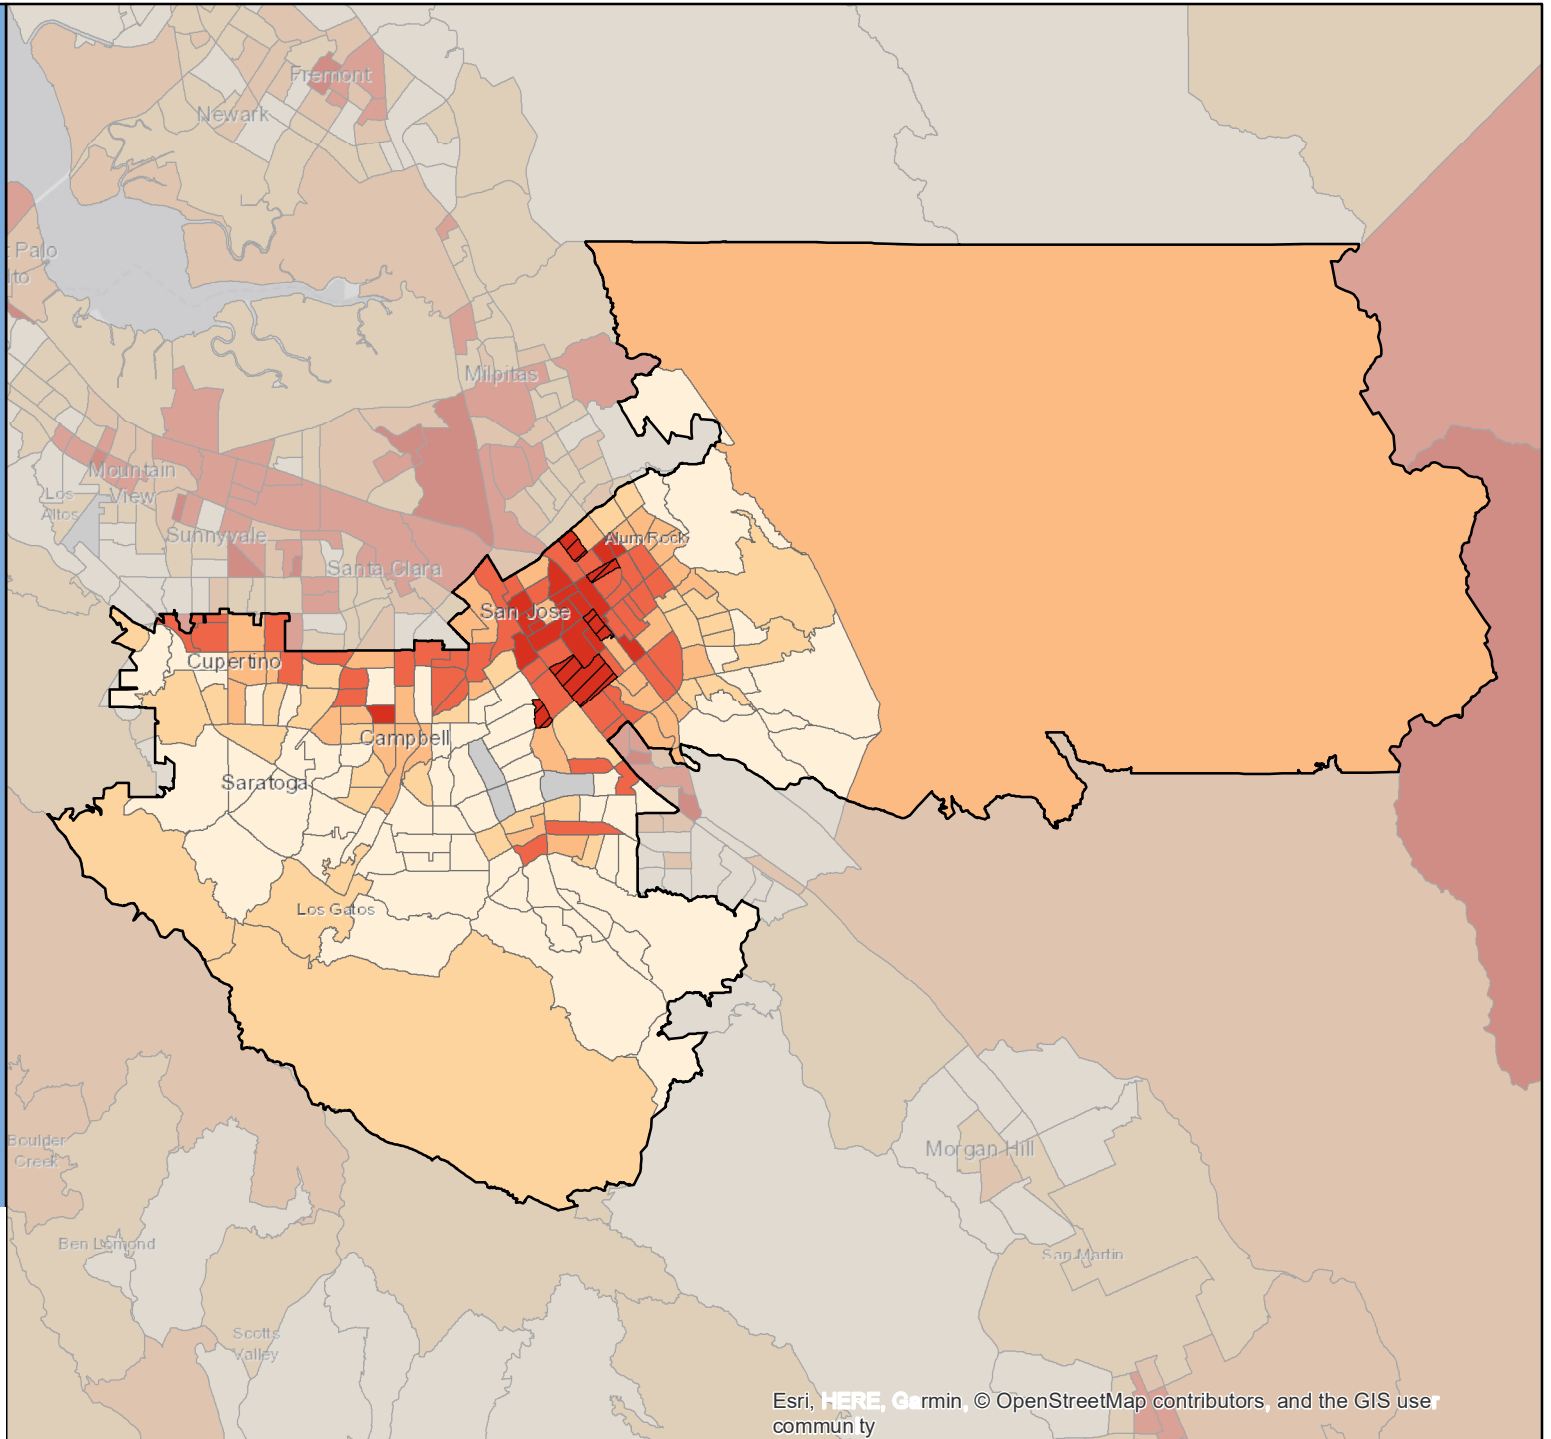 Fremont
Newark
t Palo
lto
Milpitas
Mountain
View
Los
Altos
Sunnyvale
Alum Rock
Santa Clara
San Jose
Cupertino
Campbell
Saratoga
Los Gatos
Morgan Hill
Boulder
Creek
Ben Lomond
San Martin
Scotts
Valley
Esri, HERE, Garmin, © OpenStreetMap contributors, and the GIS user
community